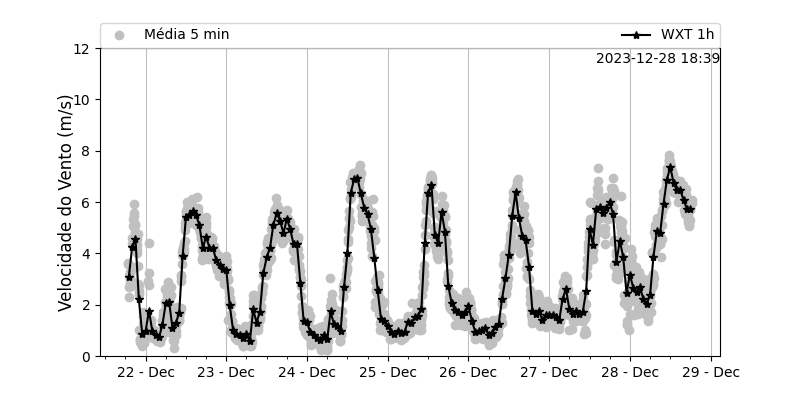 Média 5 min
WXT 1h
2023-12-28 18:39
Velocidade do Vento (m/s)
12
10
8
6
4
2
0
22 - Dec
23 - Dec
24 - Dec
25 - Dec
26 - Dec
27 - Dec
28 - Dec
29 - Dec